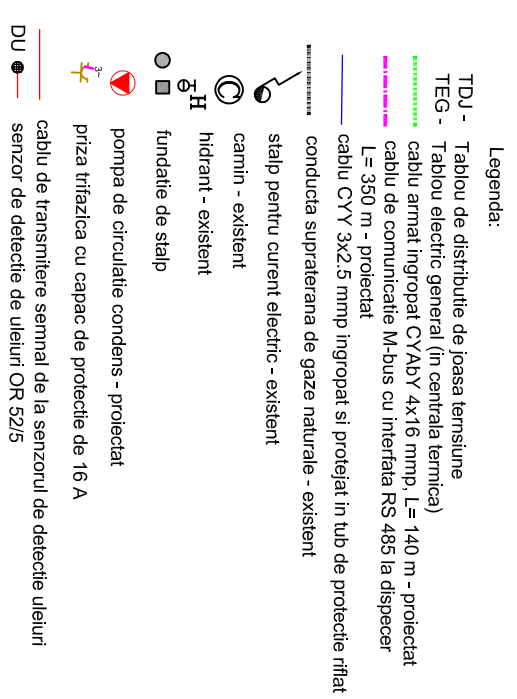 Legenda:
TDJ - Tablou de distributie de joasa ternsiune
TEG - Tablou electric general (in centrala termica)
cablu armat ingropat CYAbY 4x16 mmp, L= 140 m - proiectat
cablu de comunicatie M-bus cu interfata RS 485 la dispecer
L= 350 m - proiectat
cablu CYY 3x2.5 mmp ingropat si protejat in tub de protectie riflat
conducta supraterana de gaze naturale - existent
stalp pentru curent electric - existent
C camin - existent
H hidrant - existent
fundatie de stalp
pompa de circulatie condens - proiectat
3~ priza trifazica cu capac de protectie de 16 A
cablu de transmitere semnal de la senzorul de detectie uleiuri
DU senzor de detectie de uleiuri OR 52/5